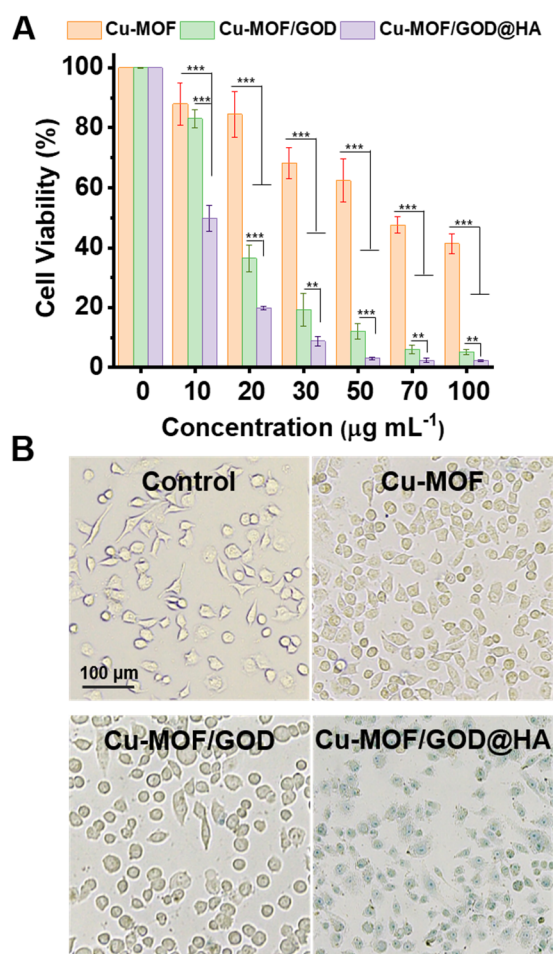 A
Cu-MOF Cu-MOF/GOD Cu-MOF/GOD@HA
Cell Viability (%)
100
80
60
40
20
0
***
***
***
***
***
***
***
***
**
***
**
**
0 10 20 30 50 70 100
Concentration (μg mL⁻¹)
B
Control Cu-MOF
100 μm
Cu-MOF/GOD Cu-MOF/GOD@HA